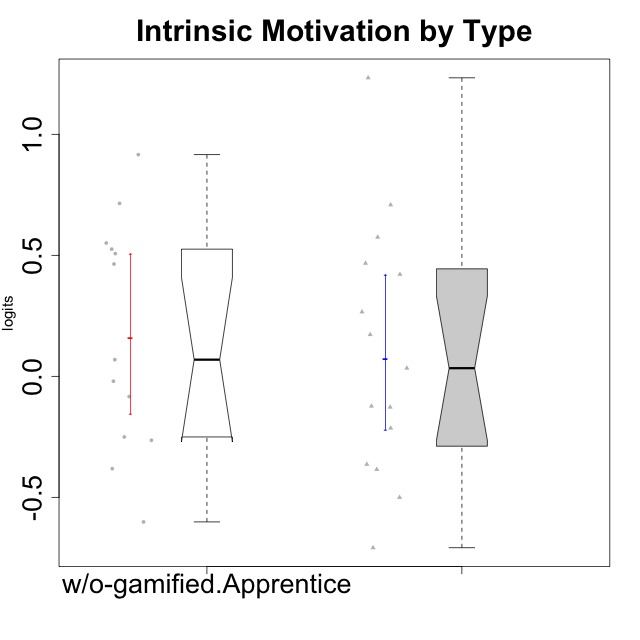 Intrinsic Motivation by Type
logits
1.0
0.5
0.0
-0.5
w/o-gamified.Apprentice